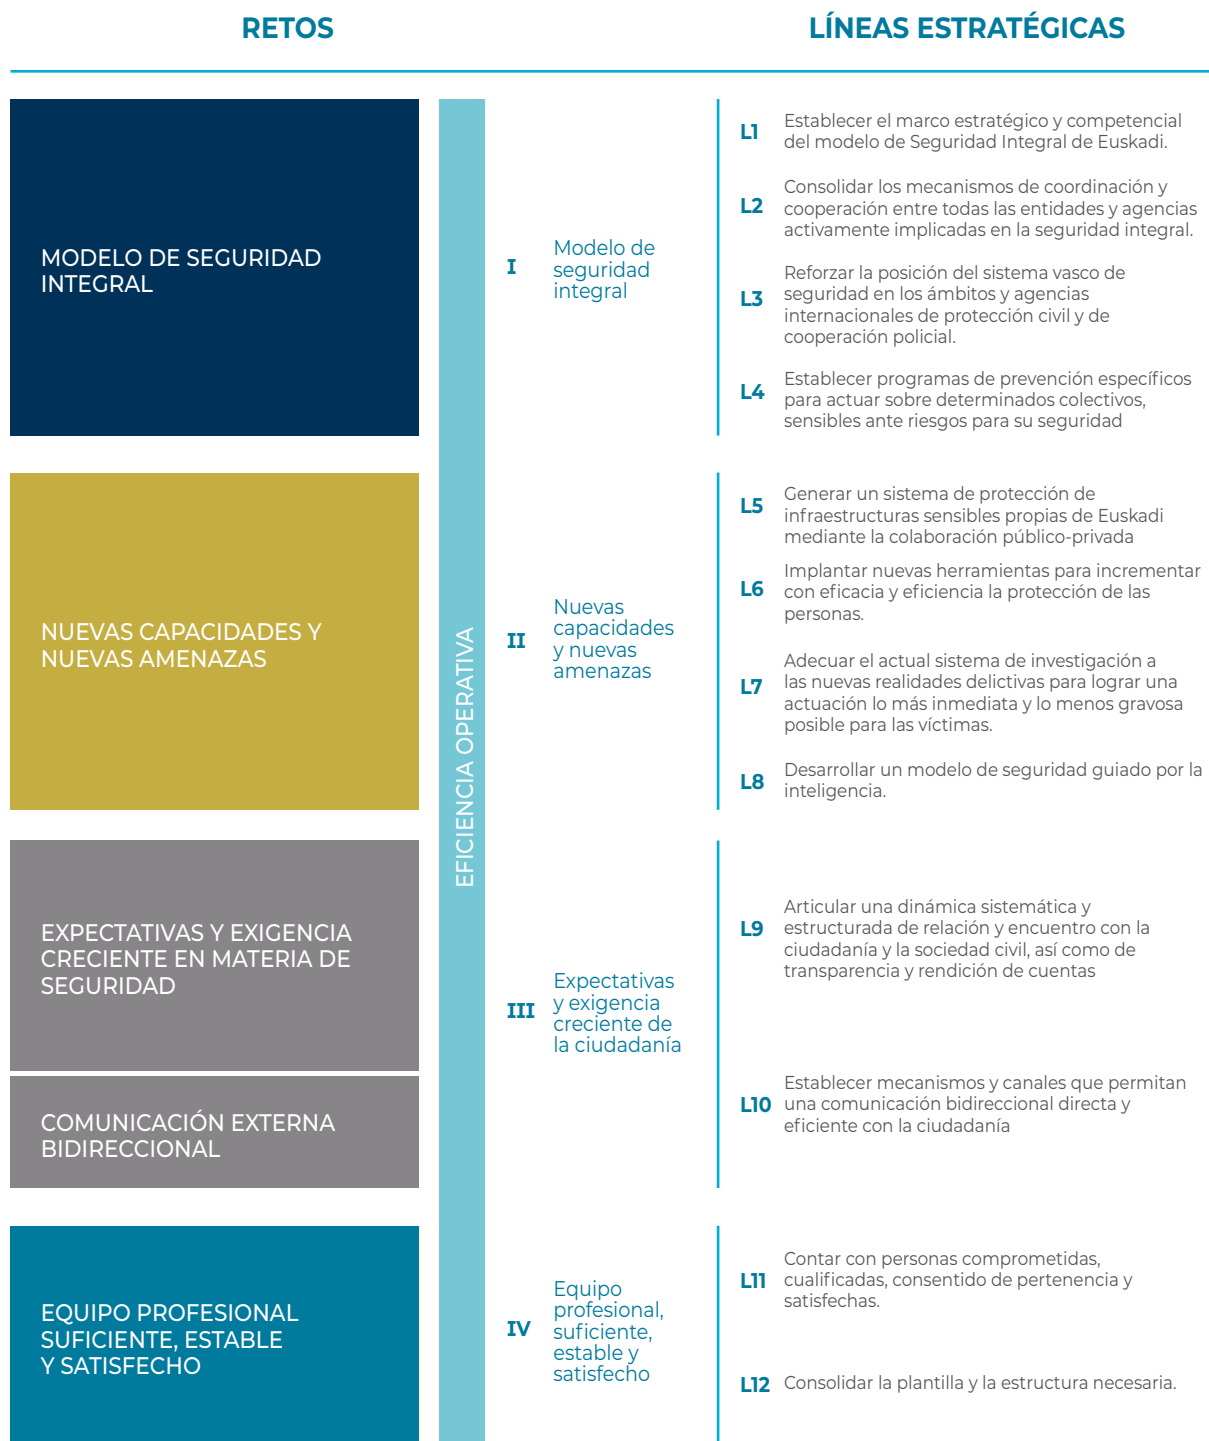 RETOS
LÍNEAS ESTRATÉGICAS
MODELO DE SEGURIDAD
INTEGRAL
I
Modelo de
seguridad
integral
L1
Establecer el marco estratégico y competencial
del modelo de Seguridad Integral de Euskadi.
L2
Consolidar los mecanismos de coordinación y
cooperación entre todas las entidades y agencias
activamente implicadas en la seguridad integral.
L3
Reforzar la posición del sistema vasco de
seguridad en los ámbitos y agencias
internacionales de protección civil y de
cooperación policial.
L4
Establecer programas de prevención específicos
para actuar sobre determinados colectivos,
sensibles ante riesgos para su seguridad
NUEVAS CAPACIDADES Y
NUEVAS AMENAZAS
EFICIENCIA OPERATIVA
II
Nuevas
capacidades
y nuevas
amenazas
L5
Generar un sistema de protección de
infraestructuras sensibles propias de Euskadi
mediante la colaboración público-privada
L6
Implantar nuevas herramientas para incrementar
con eficacia y eficiencia la protección de las
personas.
L7
Adecuar el actual sistema de investigación a
las nuevas realidades delictivas para lograr una
actuación lo más inmediata y lo menos gravosa
posible para las víctimas.
L8
Desarrollar un modelo de seguridad guiado por la
inteligencia.
EXPECTATIVAS Y EXIGENCIA
CRECIENTE EN MATERIA DE
SEGURIDAD
COMUNICACIÓN EXTERNA
BIDIRECCIONAL
III
Expectativas
y exigencia
creciente de
la ciudadanía
L9
Articular una dinámica sistemática y
estructurada de relación y encuentro con la
ciudadanía y la sociedad civil, así como de
transparencia y rendición de cuentas
L10
Establecer mecanismos y canales que permitan
una comunicación bidireccional directa y
eficiente con la ciudadanía
EQUIPO PROFESIONAL
SUFICIENTE, ESTABLE
Y SATISFECHO
IV
Equipo
profesional,
suficiente,
estable y
satisfecho
L11
Contar con personas comprometidas,
cualificadas, consentido de pertenencia y
satisfechas.
L12
Consolidar la plantilla y la estructura necesaria.